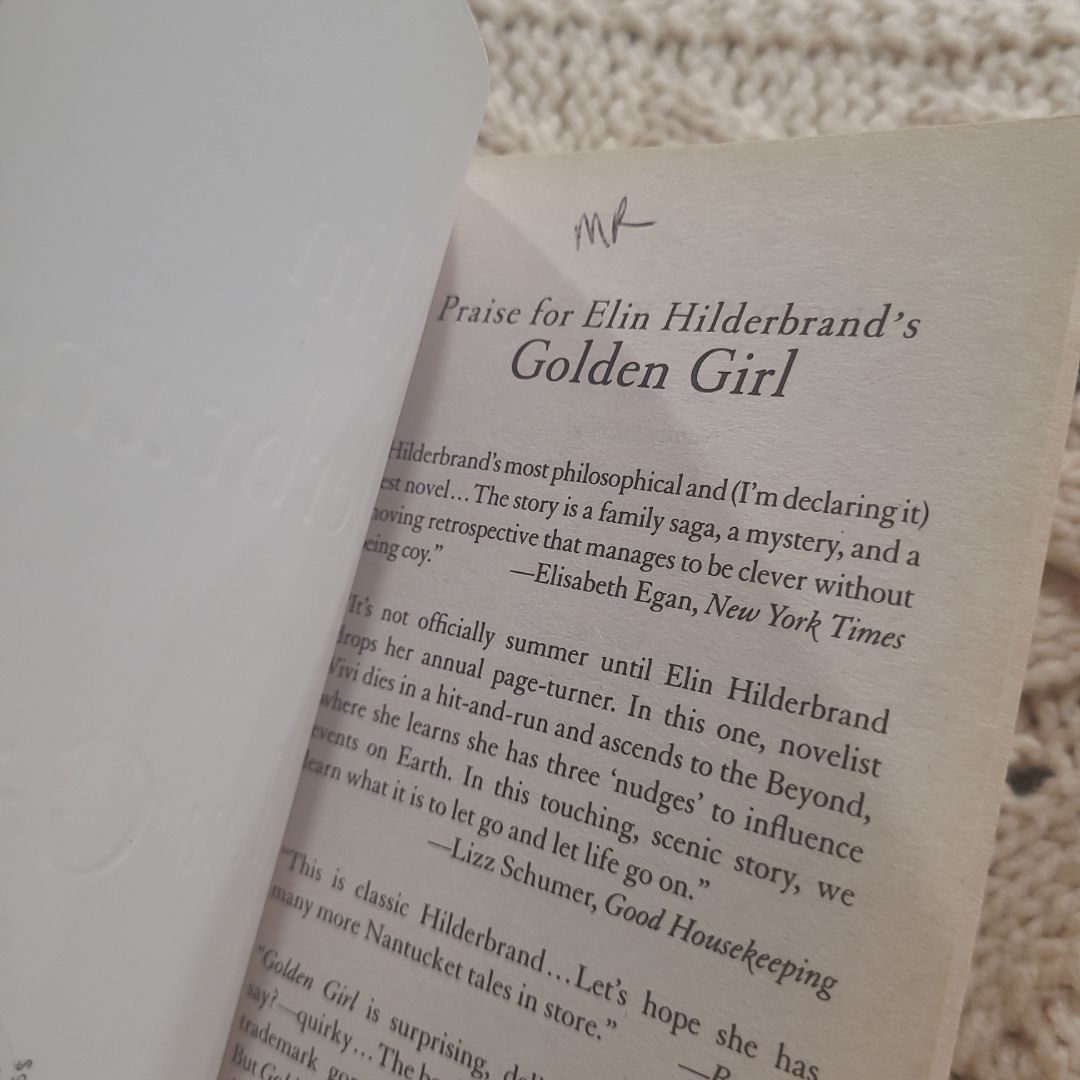 MR
Praise for Elin Hilderbrand's
Golden Girl
Hilderbrand's most philosophical and (I'm declaring it)
est novel... The story is a family saga, a mystery, and a
moving retrospective that manages to be clever without
being coy."
—Elisabeth Egan, New York Times
"It's not officially summer until Elin Hilderbrand
drops her annual page-turner. In this one, novelist
Vivi dies in a hit-and-run and ascends to the Beyond,
where she learns she has three 'nudges' to influence
events on Earth. In this touching, scenic story, we
learn what it is to let go and let life go on."
—Lizz Schumer, Good Housekeeping
"This is classic Hilderbrand...Let's hope she has
many more Nantucket tales in store."
"Golden Girl is surprising,
say?—quirky... The
trademark
But